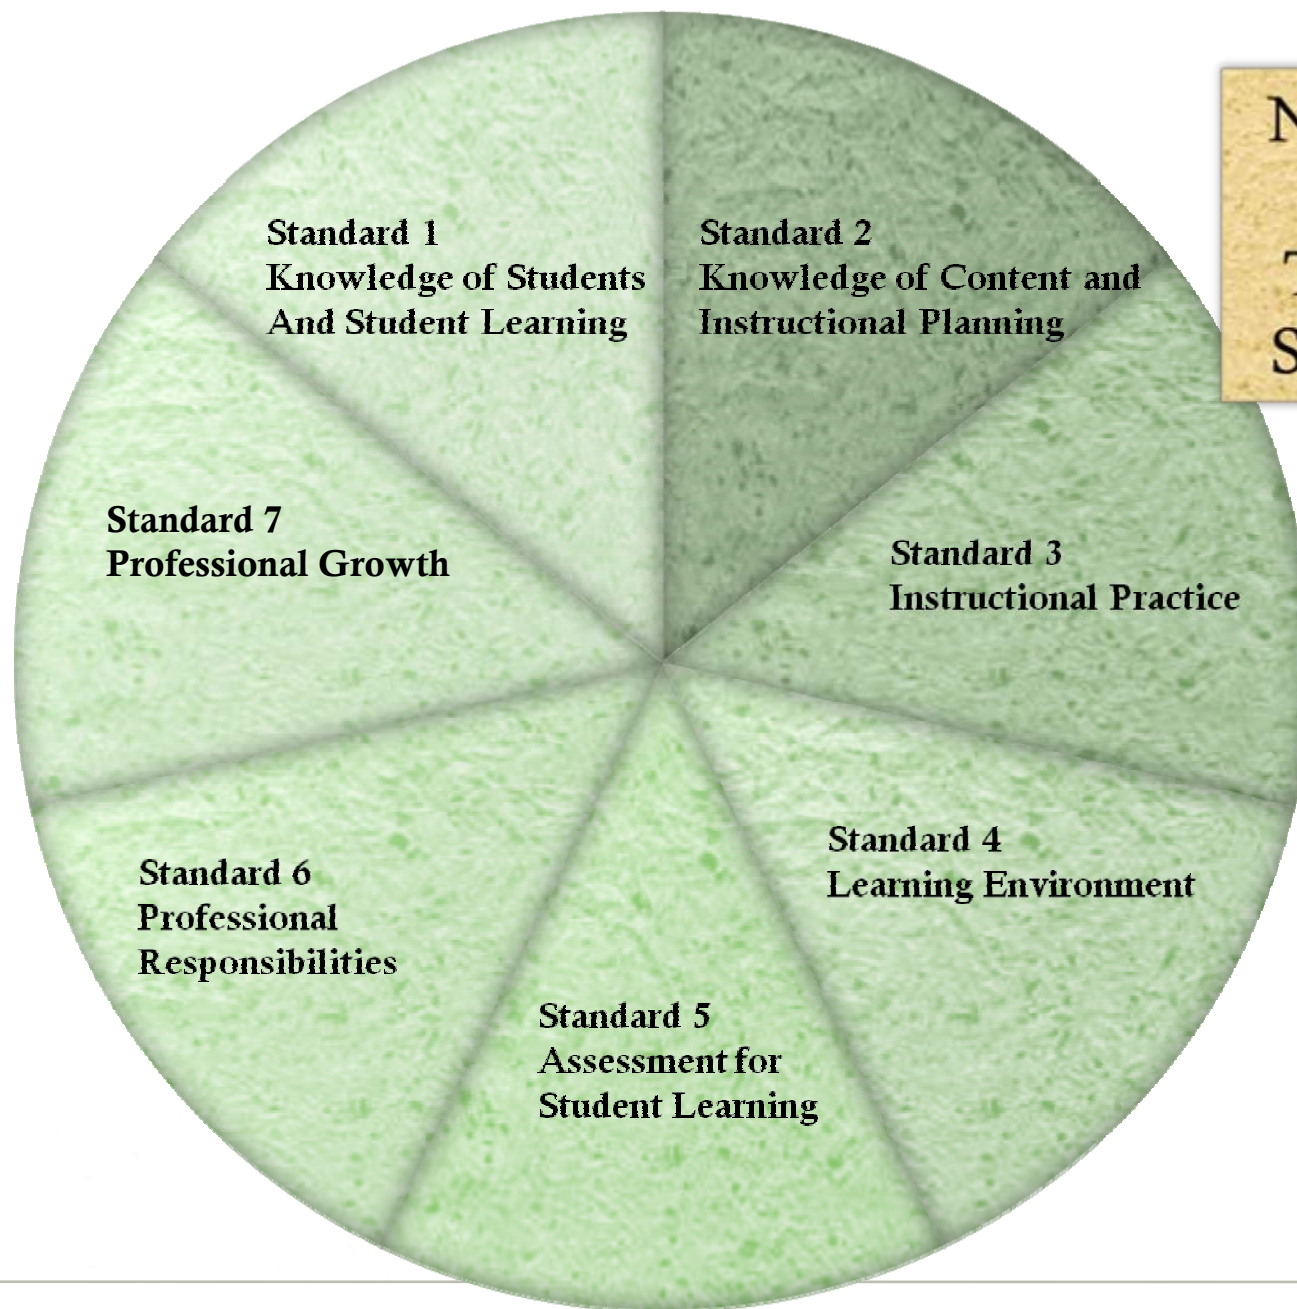 Standard 1
Knowledge of Students
And Student Learning
Standard 2
Knowledge of Content and
Instructional Planning
Standard 3
Instructional Practice
Standard 4
Learning Environment
Standard 5
Assessment for
Student Learning
Standard 6
Professional
Responsibilities
Standard 7
Professional Growth